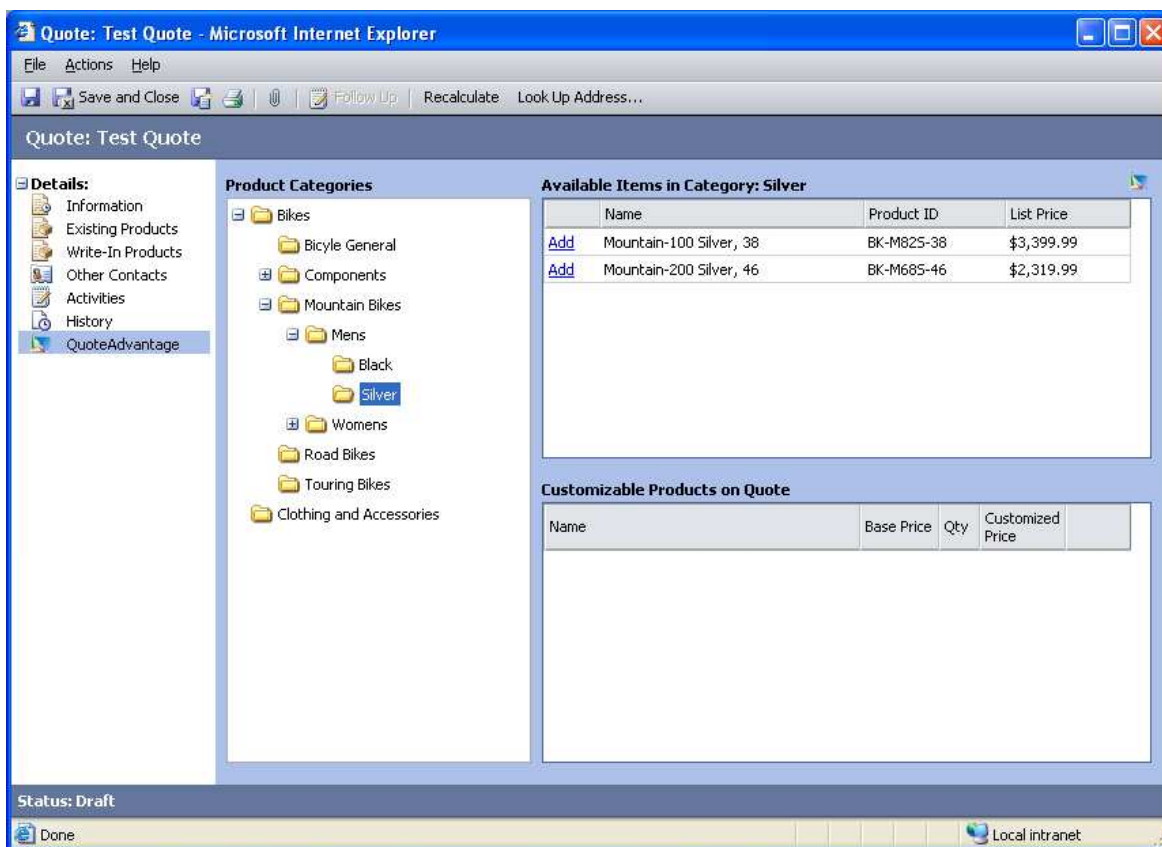 Quote: Test Quote - Microsoft Internet Explorer
File Actions Help
Save and Close Follow Up Recalculate Look Up Address...
Quote: Test Quote
Details:
Information
Existing Products
Write-In Products
Other Contacts
Activities
History
QuoteAdvantage
Product Categories
Bikes
Bicyle General
Components
Mountain Bikes
Mens
Black
Silver
Womens
Road Bikes
Touring Bikes
Clothing and Accessories
Available Items in Category: Silver
Name Product ID List Price
Add Mountain-100 Silver, 38 BK-M82S-38 $3,399.99
Add Mountain-200 Silver, 46 BK-M68S-46 $2,319.99
Customizable Products on Quote
Name Base Price Qty Customized Price
Status: Draft
Done Local intranet